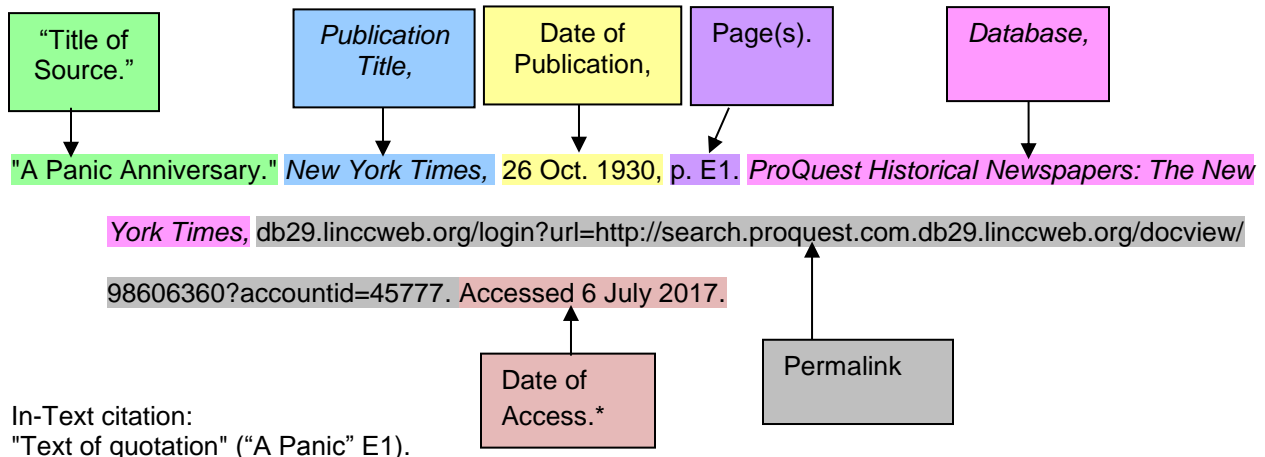 “Title of
Source.”
Publication
Title,
Date of
Publication,
Page(s).
Database,
"A Panic Anniversary." New York Times, 26 Oct. 1930, p. E1. ProQuest Historical Newspapers: The New
York Times, db29.linccweb.org/login?url=http://search.proquest.com.db29.linccweb.org/docview/
98606360?accountid=45777. Accessed 6 July 2017.
Date of
Access.*
Permalink
In-Text citation:
"Text of quotation" (“A Panic” E1).